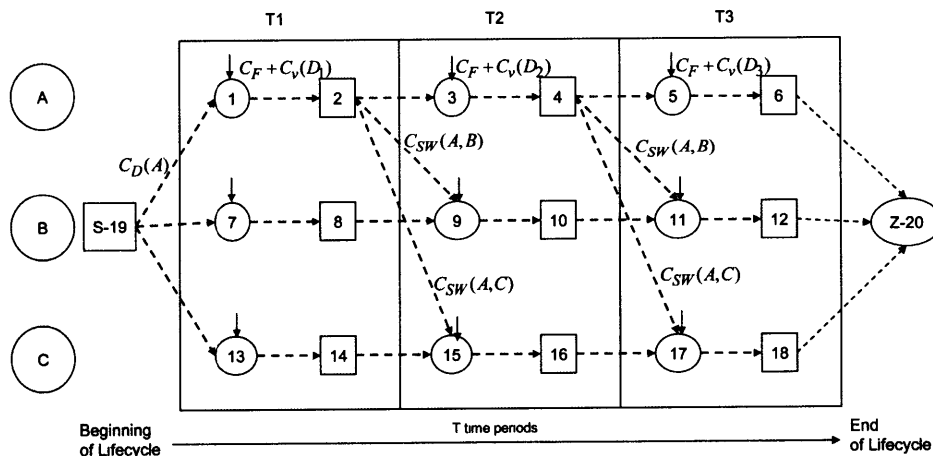 T1 T2 T3
A
C_F + C_v(D_1) C_F + C_v(D_2) C_F + C_v(D_3)
1 2 3 4 5 6
C_D(A) C_SW(A,B) C_SW(A,B)
B S-19 7 8 9 10 11 12 Z-20
C_SW(A,C) C_SW(A,C)
C 13 14 15 16 17 18
Beginning
of Lifecycle
T time periods
End
of Lifecycle